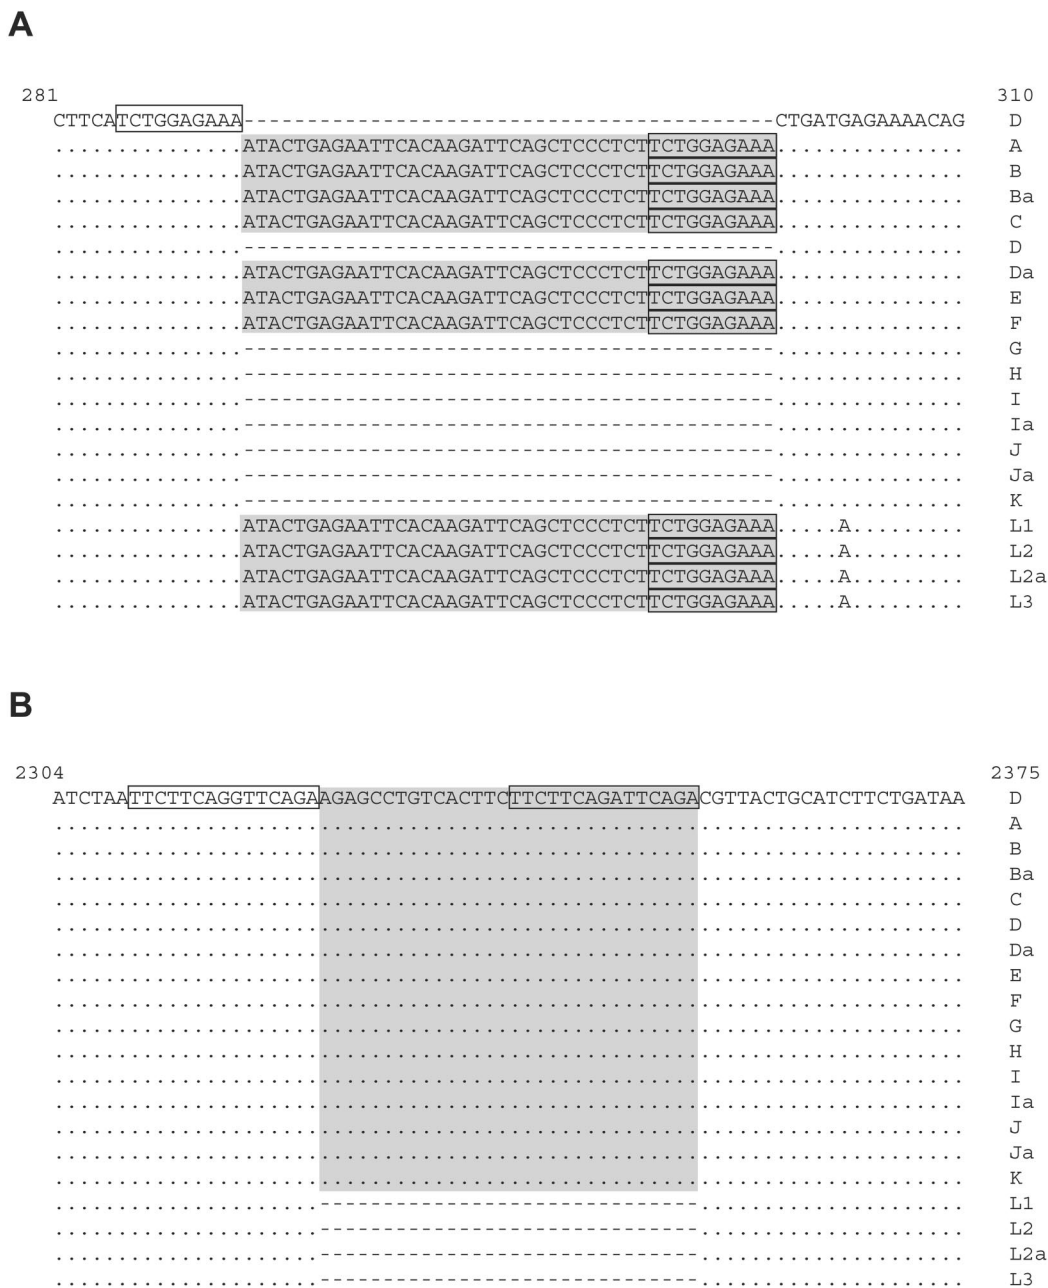 A
281 310
CTTCATCTGGAGAAA------------------------------------------CTGATGAGAAAACAG D
...............ATACTGAGAATTCACAAGATTCAGCTCCCTCTTCTGGAGAAA............... A
...............ATACTGAGAATTCACAAGATTCAGCTCCCTCTTCTGGAGAAA............... B
...............ATACTGAGAATTCACAAGATTCAGCTCCCTCTTCTGGAGAAA............... Ba
...............ATACTGAGAATTCACAAGATTCAGCTCCCTCTTCTGGAGAAA............... C
...............------------------------------------------............... D
...............ATACTGAGAATTCACAAGATTCAGCTCCCTCTTCTGGAGAAA............... Da
...............ATACTGAGAATTCACAAGATTCAGCTCCCTCTTCTGGAGAAA............... E
...............ATACTGAGAATTCACAAGATTCAGCTCCCTCTTCTGGAGAAA............... F
...............------------------------------------------............... G
...............------------------------------------------............... H
...............------------------------------------------............... I
...............------------------------------------------............... Ia
...............------------------------------------------............... J
...............------------------------------------------............... Ja
...............------------------------------------------............... K
...............ATACTGAGAATTCACAAGATTCAGCTCCCTCTTCTGGAGAAA.....A......... L1
...............ATACTGAGAATTCACAAGATTCAGCTCCCTCTTCTGGAGAAA.....A......... L2
...............ATACTGAGAATTCACAAGATTCAGCTCCCTCTTCTGGAGAAA.....A......... L2a
...............ATACTGAGAATTCACAAGATTCAGCTCCCTCTTCTGGAGAAA.....A......... L3
B
2304 2375
ATCTAATTCTTCAGGTTCAGAAGAGCCTGTCACTTCTTCTTCAGATTCAGACGTTACTGCATCTTCTGATAA D
........................................................................ A
........................................................................ B
........................................................................ Ba
........................................................................ C
........................................................................ D
........................................................................ Da
........................................................................ E
........................................................................ F
........................................................................ G
........................................................................ H
........................................................................ I
........................................................................ Ia
........................................................................ J
........................................................................ Ja
........................................................................ K
.....................------------------------------..................... L1
.....................------------------------------..................... L2
.....................------------------------------..................... L2a
.....................------------------------------..................... L3